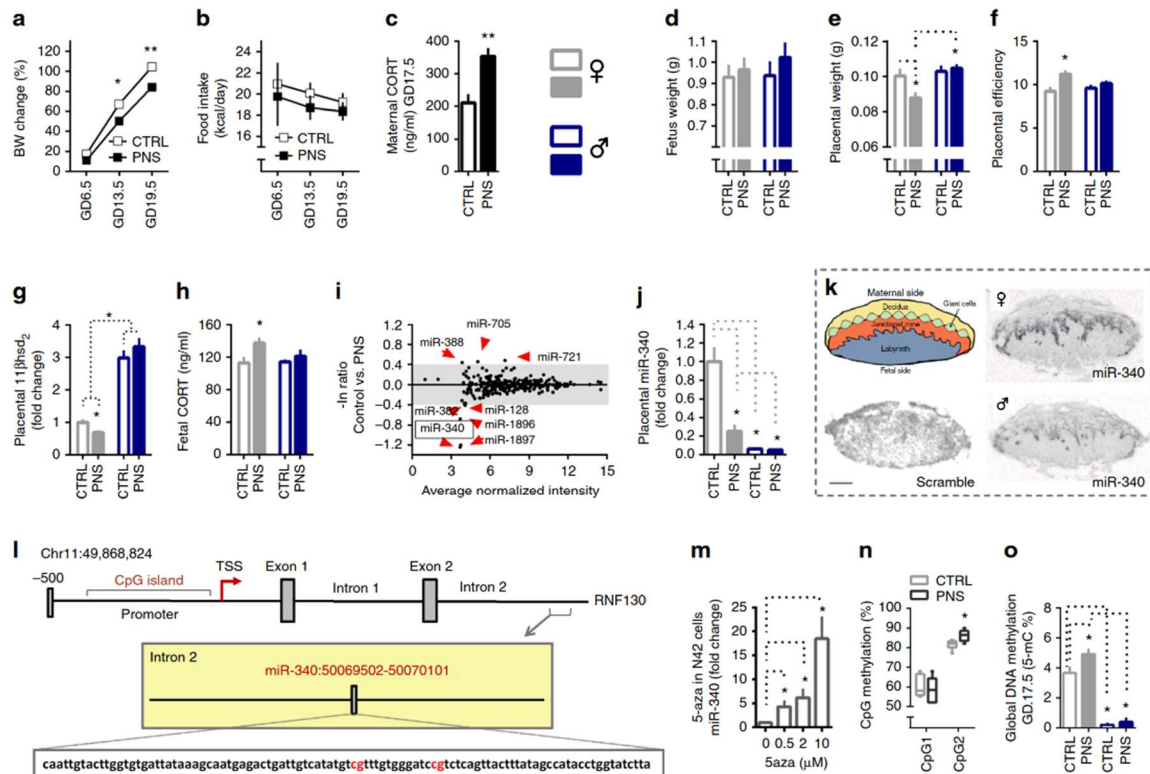 a
BW change (%)
120
100
80
60
40
20
0
*
**
CTRL
PNS
GD6.5
GD13.5
GD19.5
b
Food intake
(kcal/day)
24
22
20
18
16
CTRL
PNS
GD6.5
GD13.5
GD19.5
c
Maternal CORT
(ng/ml) GD17.5
400
300
200
100
0
**
CTRL
PNS
♀
♂
d
Fetus weight (g)
1.1
1.0
0.9
0.8
0.7
CTRL
PNS
CTRL
PNS
e
Placental weight (g)
0.12
0.10
0.08
0.06
*
*
CTRL
PNS
CTRL
PNS
f
Placental efficiency
15
10
5
0
*
CTRL
PNS
CTRL
PNS
g
Placental 11βhsd2
(fold change)
4
3
2
1
0
*
*
CTRL
PNS
CTRL
PNS
h
Fetal CORT (ng/ml)
160
120
80
40
0
*
CTRL
PNS
CTRL
PNS
i
-ln ratio
Control vs. PNS
1.2
0.8
0.4
0.0
−0.4
−0.8
−1.2
miR-705
miR-388
miR-721
miR-382
miR-128
miR-340
miR-1896
miR-1897
0 3 6 9 12 15
Average normalized intensity
j
Placental miR-340
(fold change)
1.4
1.2
1.0
0.8
0.6
0.4
0.2
0.0
*
*
*
CTRL
PNS
CTRL
PNS
k
Maternal side
Decidua
Giant cells
Junctional zone
Labyrinth
Fetal side
♀
miR-340
Scramble
♂
miR-340
l
Chr11:49,868,824
−500
CpG island
TSS
Exon 1
Exon 2
Promoter
Intron 1
Intron 2
RNF130
Intron 2
miR-340:50069502-50070101
caattgtacttggtgtgattataaagcaatgagactgattgtcatatgtcgtttgtgggatccgtctcagttactttatagccatacctggtatctta
m
5-aza in N42 cells
miR-340 (fold change)
25
20
15
10
5
0
*
*
*
0 0.5 2 10
5aza (μM)
n
CTRL
PNS
CpG methylation (%)
100
90
80
70
60
50
*
CpG1
CpG2
o
Global DNA methylation
GD.17.5 (5-mC %)
8
6
4
2
0
*
*
*
CTRL
PNS
CTRL
PNS